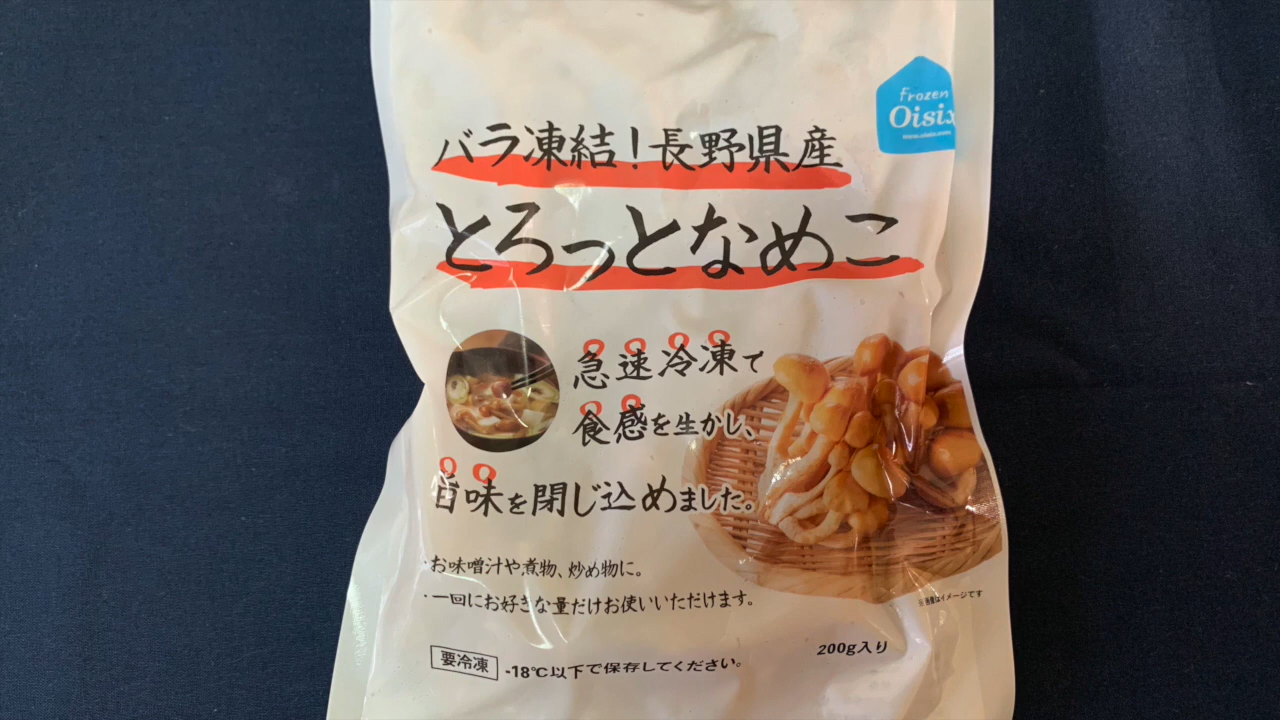 Frozen
Oisix
www.oisix.com
バラ凍結！長野県産
とろっとなめこ
急速冷凍で
食感を生かし、
旨味を閉じ込めました。
・お味噌汁や煮物、炒め物に。
・一回にお好きな量だけお使いいただけます。
※画像はイメージです
200g入り
要冷凍 -18℃以下で保存してください。